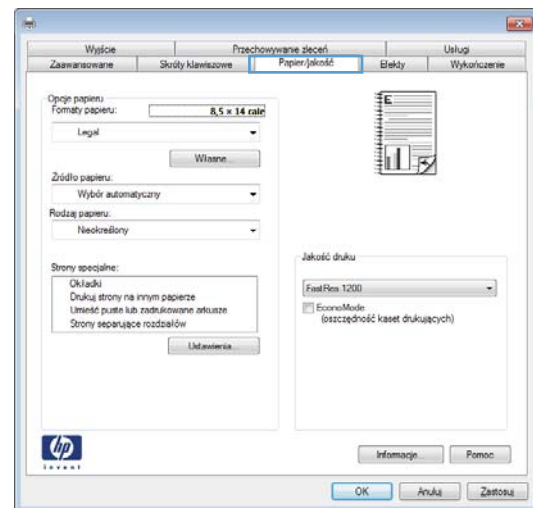 Wyjście Przechowywanie zleceń Usługi
Zaawansowane Skróty klawiszowe Papier/jakość Efekty Wykończenie
Opcje papieru
Formaty papieru: 8,5 × 14 cale
Legal
Własne...
Źródło papieru:
Wybór automatyczny
Rodzaj papieru:
Nieokreślony
Strony specjalne:
Okładki
Drukuj strony na innym papierze
Umieść puste lub zadrukowane arkusze
Strony separujące rozdziałów
Ustawienia...
E
Jakość druku
FastRes 1200
EconoMode
(oszczędność kaset drukujących)
hp
invent
Informacje... Pomoc
OK Anuluj Zastosuj